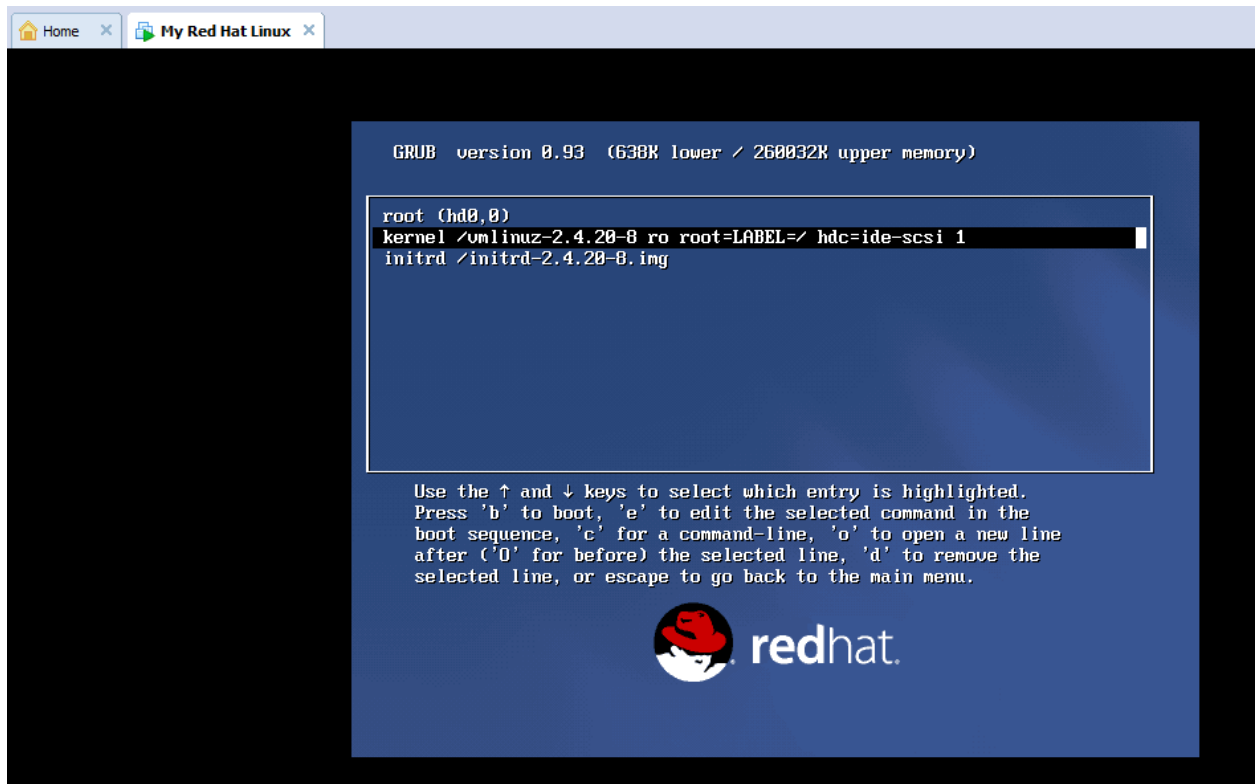 Home × My Red Hat Linux ×
GRUB version 0.93 (638K lower / 260032K upper memory)
root (hd0,0)
kernel /vmlinuz-2.4.20-8 ro root=LABEL=/ hdc=ide-scsi 1
initrd /initrd-2.4.20-8.img
Use the ↑ and ↓ keys to select which entry is highlighted.
Press 'b' to boot, 'e' to edit the selected command in the
boot sequence, 'c' for a command-line, 'o' to open a new line
after ('O' for before) the selected line, 'd' to remove the
selected line, or escape to go back to the main menu.
redhat.